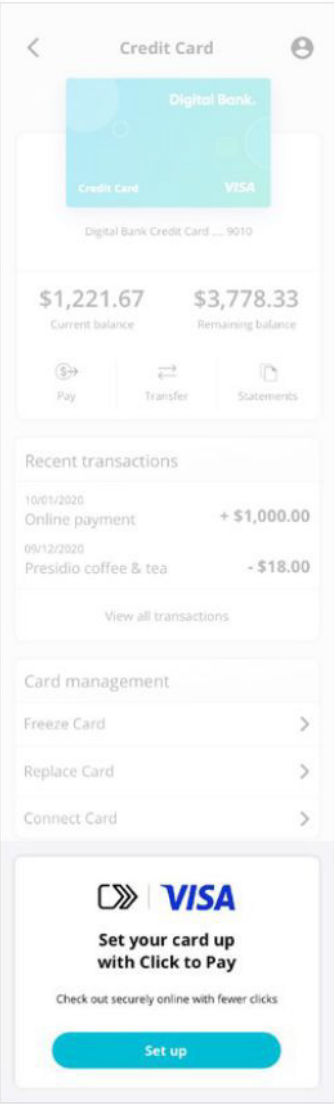 Credit Card
Digital Bank.
Credit Card VISA
Digital Bank Credit Card .... 9010
$1,221.67 $3,778.33
Current balance Remaining balance
Pay Transfer Statements
Recent transactions
10/01/2020
Online payment + $1,000.00
09/12/2020
Presidio coffee & tea - $18.00
View all transactions
Card management
Freeze Card
Replace Card
Connect Card
VISA
Set your card up
with Click to Pay
Check out securely online with fewer clicks
Set up